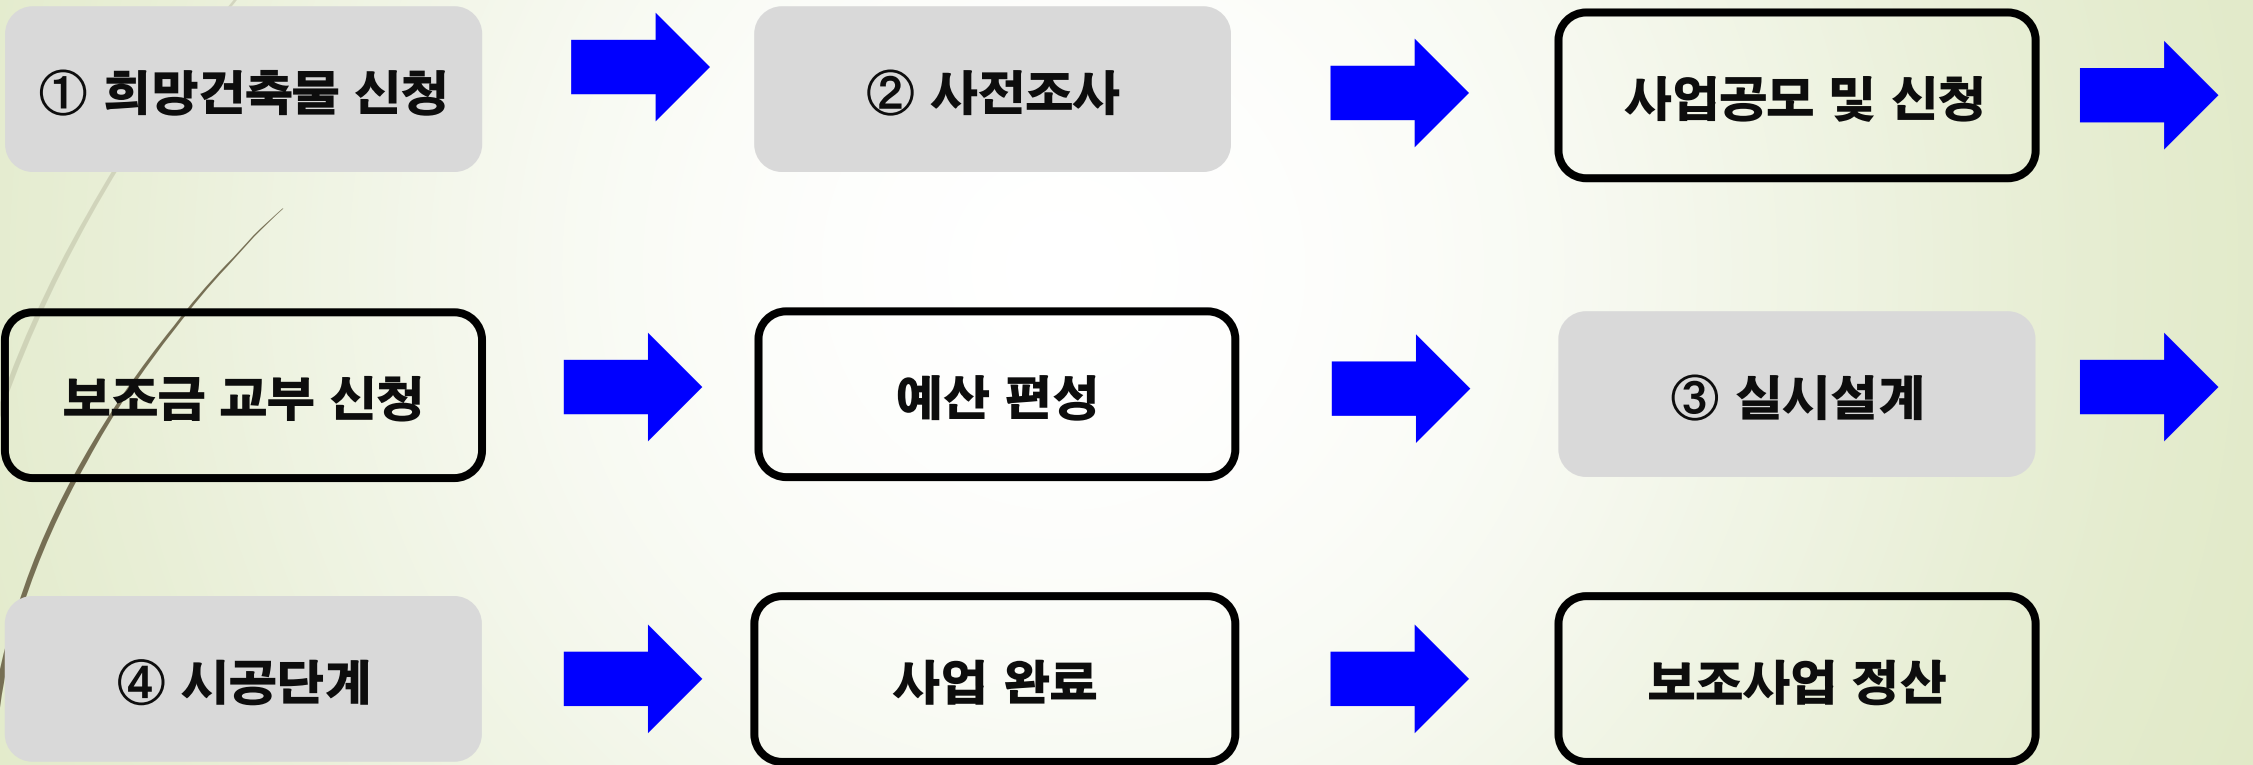 ① 희망건축물 신청
② 사전조사
사업공모 및 신청
보조금 교부 신청
예산 편성
③ 실시설계
④ 시공단계
사업 완료
보조사업 정산